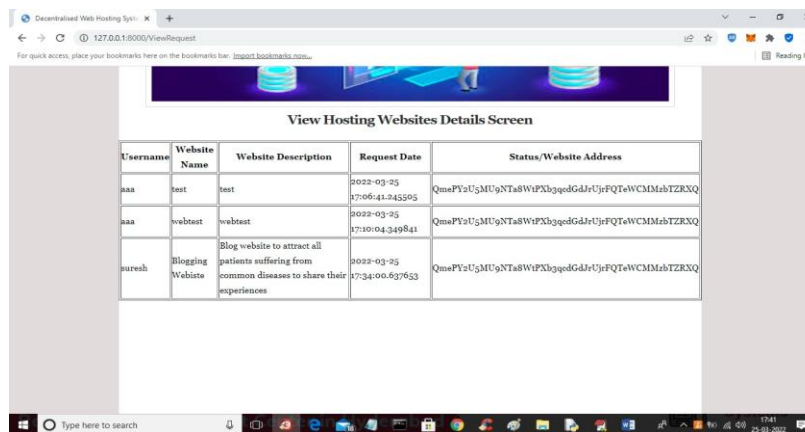 Decentralised Web Hosting Syste
127.0.0.1:8000/ViewRequest
For quick access, place your bookmarks here on the bookmarks bar. Import bookmarks now...
Reading
View Hosting Websites Details Screen
Username Website Name Website Description Request Date Status/Website Address
aaa test test 2022-03-25 17:06:41.245505 QmePY2U5MU9NTa8WtPXb3qcdGdJrUjrFQTeWCMMzbTZRXQ
aaa webtest webtest 2022-03-25 17:10:04.349841 QmePY2U5MU9NTa8WtPXb3qcdGdJrUjrFQTeWCMMzbTZRXQ
suresh Blogging Webiste Blog website to attract all patients suffering from common diseases to share their experiences 2022-03-25 17:34:00.637653 QmePY2U5MU9NTa8WtPXb3qcdGdJrUjrFQTeWCMMzbTZRXQ
Type here to search
17:41
25-03-2022